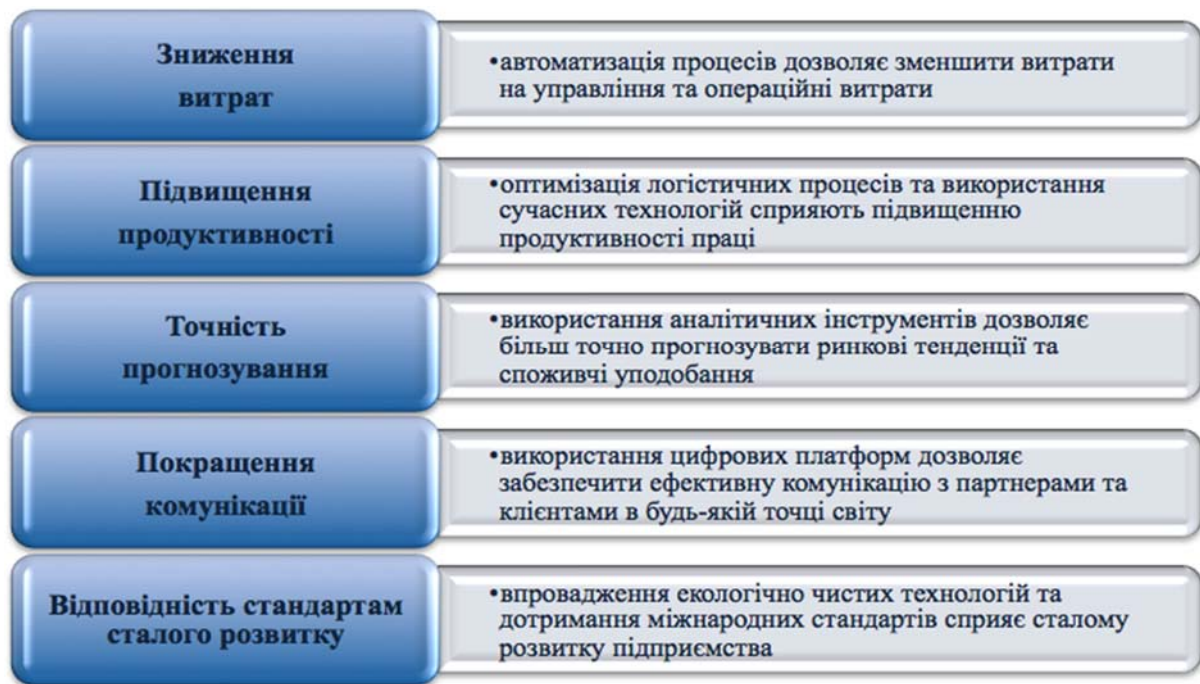 Зниження
витрат
•автоматизація процесів дозволяє зменшити витрати
на управління та операційні витрати
Підвищення
продуктивності
•оптимізація логістичних процесів та використання
сучасних технологій сприяють підвищенню
продуктивності праці
Точність
прогнозування
•використання аналітичних інструментів дозволяє
більш точно прогнозувати ринкові тенденції та
споживчі уподобання
Покращення
комунікації
•використання цифрових платформ дозволяє
забезпечити ефективну комунікацію з партнерами та
клієнтами в будь-якій точці світу
Відповідність стандартам
сталого розвитку
•впровадження екологічно чистих технологій та
дотримання міжнародних стандартів сприяє сталому
розвитку підприємства